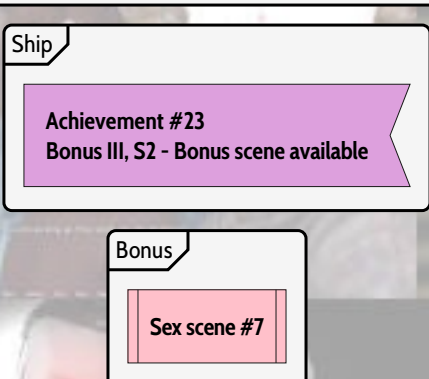 Ship
Achievement #23
Bonus III, S2 - Bonus scene available
Bonus
Sex scene #7